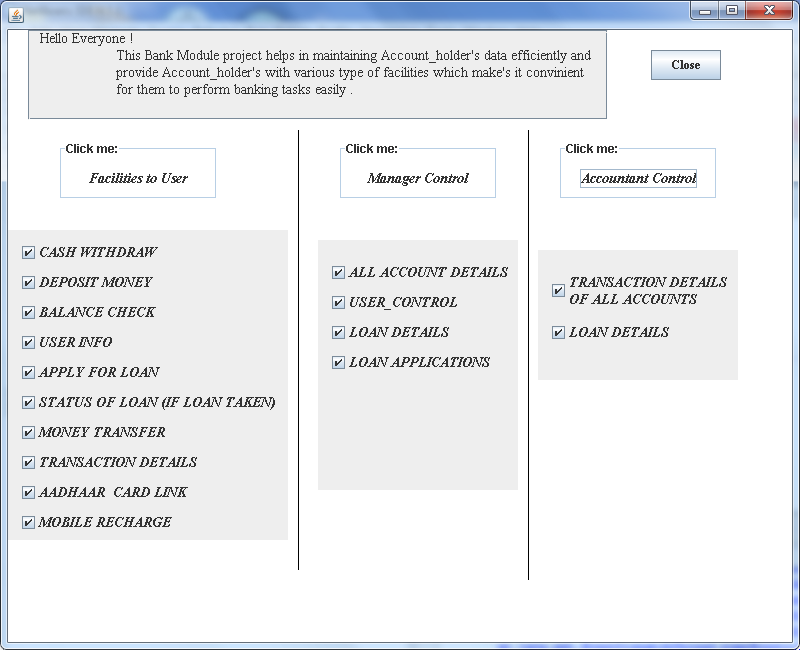 Hello Everyone !
This Bank Module project helps in maintaining Account_holder's data efficiently and
provide Account_holder's with various type of facilities which make's it convinient
for them to perform banking tasks easily .
Close
Click me:
Facilities to User
Click me:
Manager Control
Click me:
Accountant Control
CASH WITHDRAW
DEPOSIT MONEY
BALANCE CHECK
USER INFO
APPLY FOR LOAN
STATUS OF LOAN (IF LOAN TAKEN)
MONEY TRANSFER
TRANSACTION DETAILS
AADHAAR  CARD LINK
MOBILE RECHARGE
ALL ACCOUNT DETAILS
USER_CONTROL
LOAN DETAILS
LOAN APPLICATIONS
TRANSACTION DETAILS
OF ALL ACCOUNTS
LOAN DETAILS